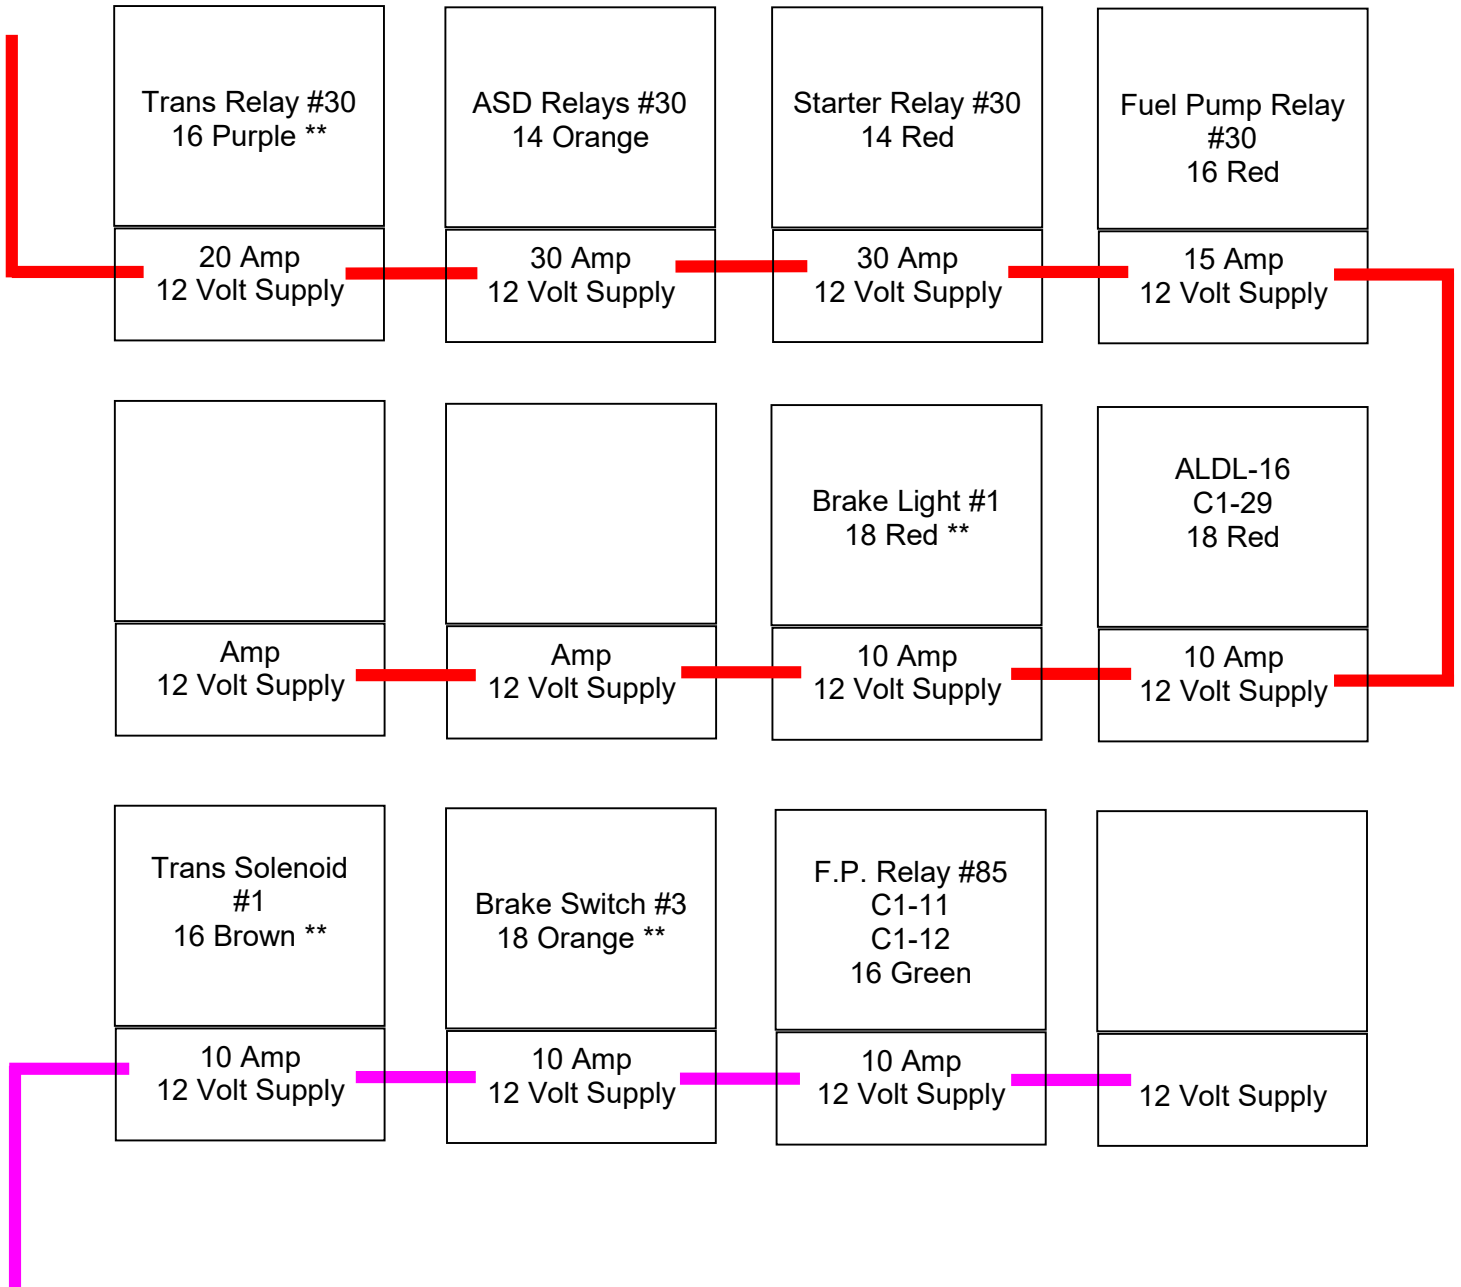 Trans Relay #30
16 Purple **
20 Amp
12 Volt Supply
ASD Relays #30
14 Orange
30 Amp
12 Volt Supply
Starter Relay #30
14 Red
30 Amp
12 Volt Supply
Fuel Pump Relay
#30
16 Red
15 Amp
12 Volt Supply
Amp
12 Volt Supply
Amp
12 Volt Supply
Brake Light #1
18 Red **
10 Amp
12 Volt Supply
ALDL-16
C1-29
18 Red
10 Amp
12 Volt Supply
Trans Solenoid
#1
16 Brown **
10 Amp
12 Volt Supply
Brake Switch #3
18 Orange **
10 Amp
12 Volt Supply
F.P. Relay #85
C1-11
C1-12
16 Green
10 Amp
12 Volt Supply
12 Volt Supply